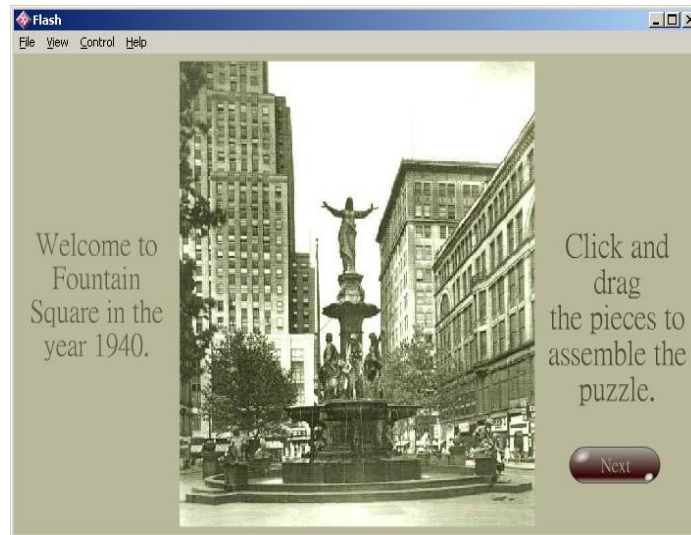 Flash
File View Control Help
Welcome to
Fountain
Square in the
year 1940.
Click and
drag
the pieces to
assemble the
puzzle.
Next